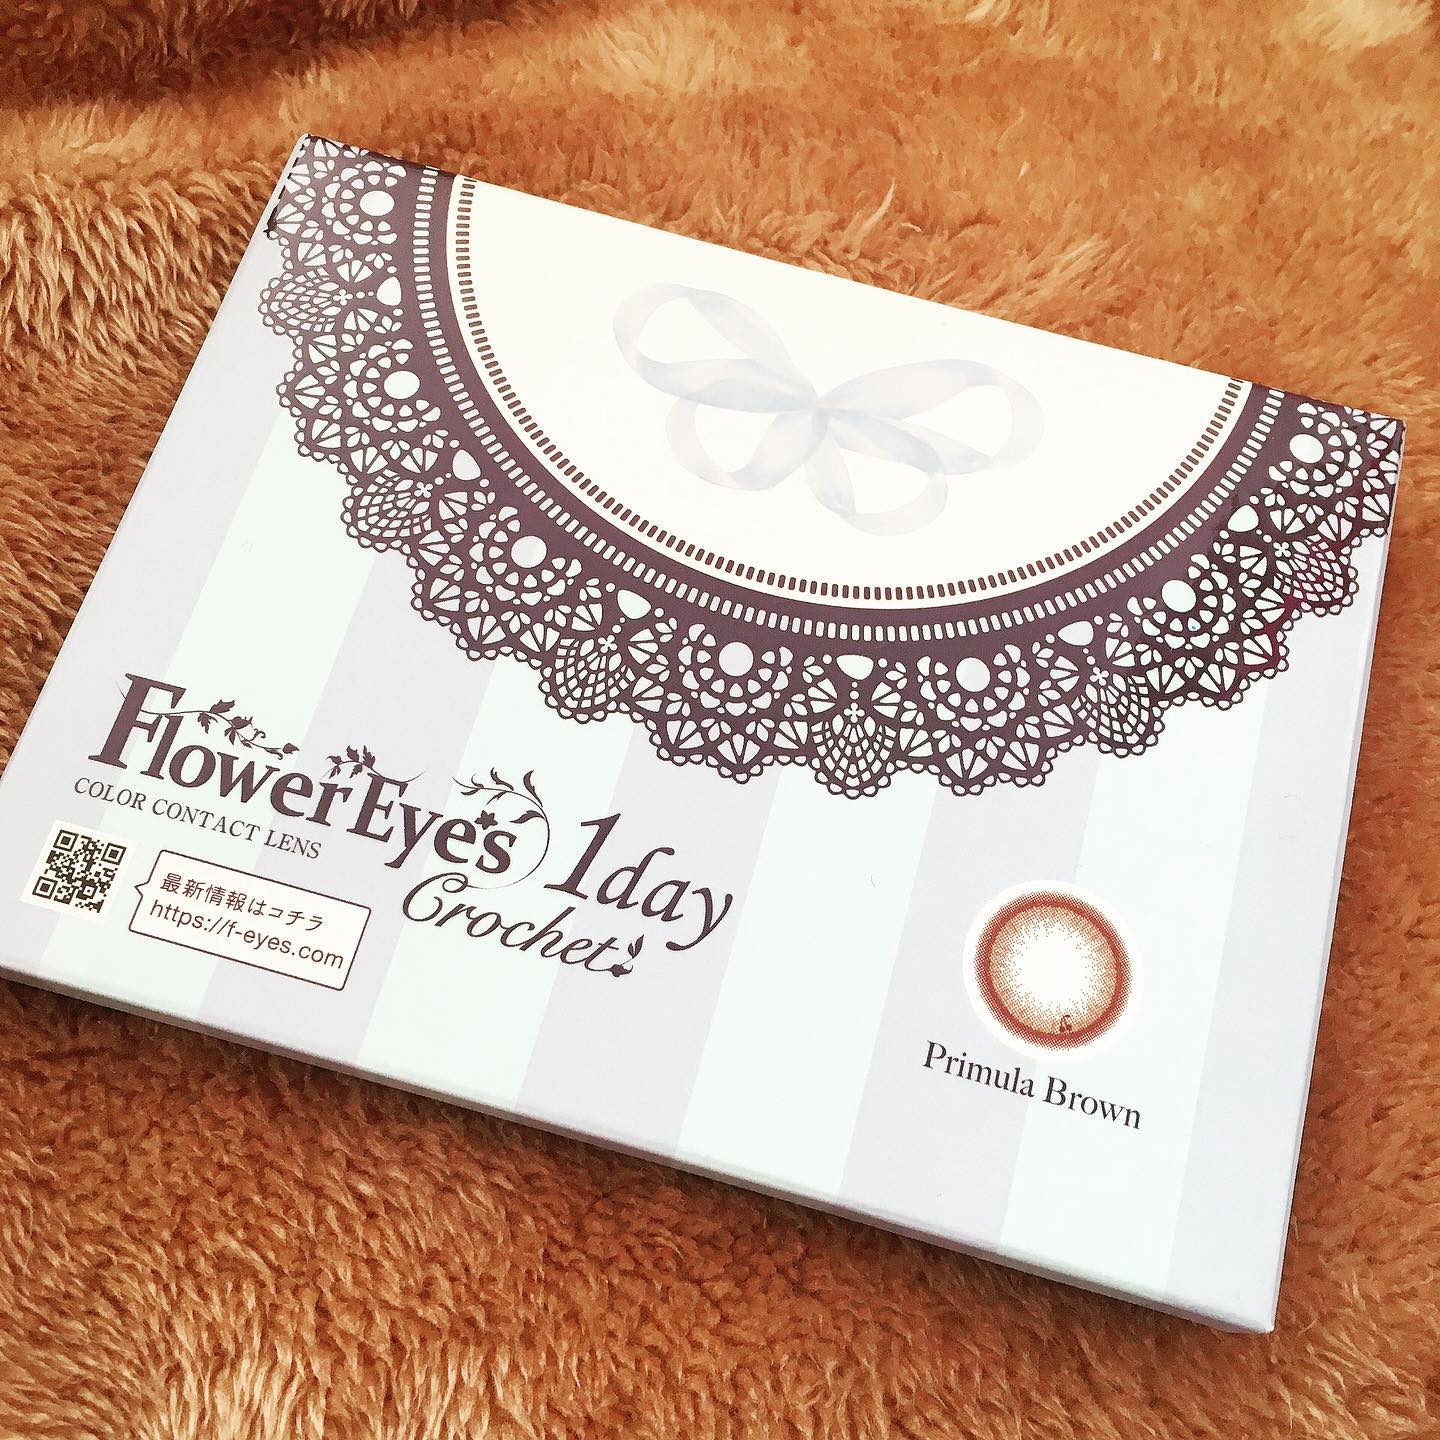 FlowerEyes 1day
COLOR CONTACT LENS
Crochet
最新情報はコチラ
https://f-eyes.com
Primula Brown